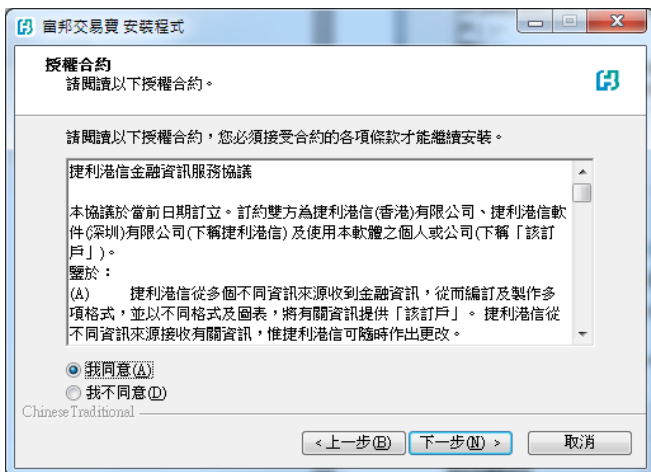 富邦交易寶 安裝程式
授權合約
請閱讀以下授權合約。
請閱讀以下授權合約，您必須接受合約的各項條款才能繼續安裝。
捷利港信金融資訊服務協議
本協議於當前日期訂立。訂約雙方為捷利港信(香港)有限公司、捷利港信軟
件(深圳)有限公司(下稱捷利港信) 及使用本軟體之個人或公司(下稱「該訂
戶」)。
鑒於：
(A) 捷利港信從多個不同資訊來源收到金融資訊，從而編訂及製作多
項格式，並以不同格式及圖表，將有關資訊提供「該訂戶」。 捷利港信從
不同資訊來源接收有關資訊，惟捷利港信可隨時作出更改。
我同意(A)
我不同意(D)
Chinese Traditional
< 上一步(B)
下一步(N) >
取消